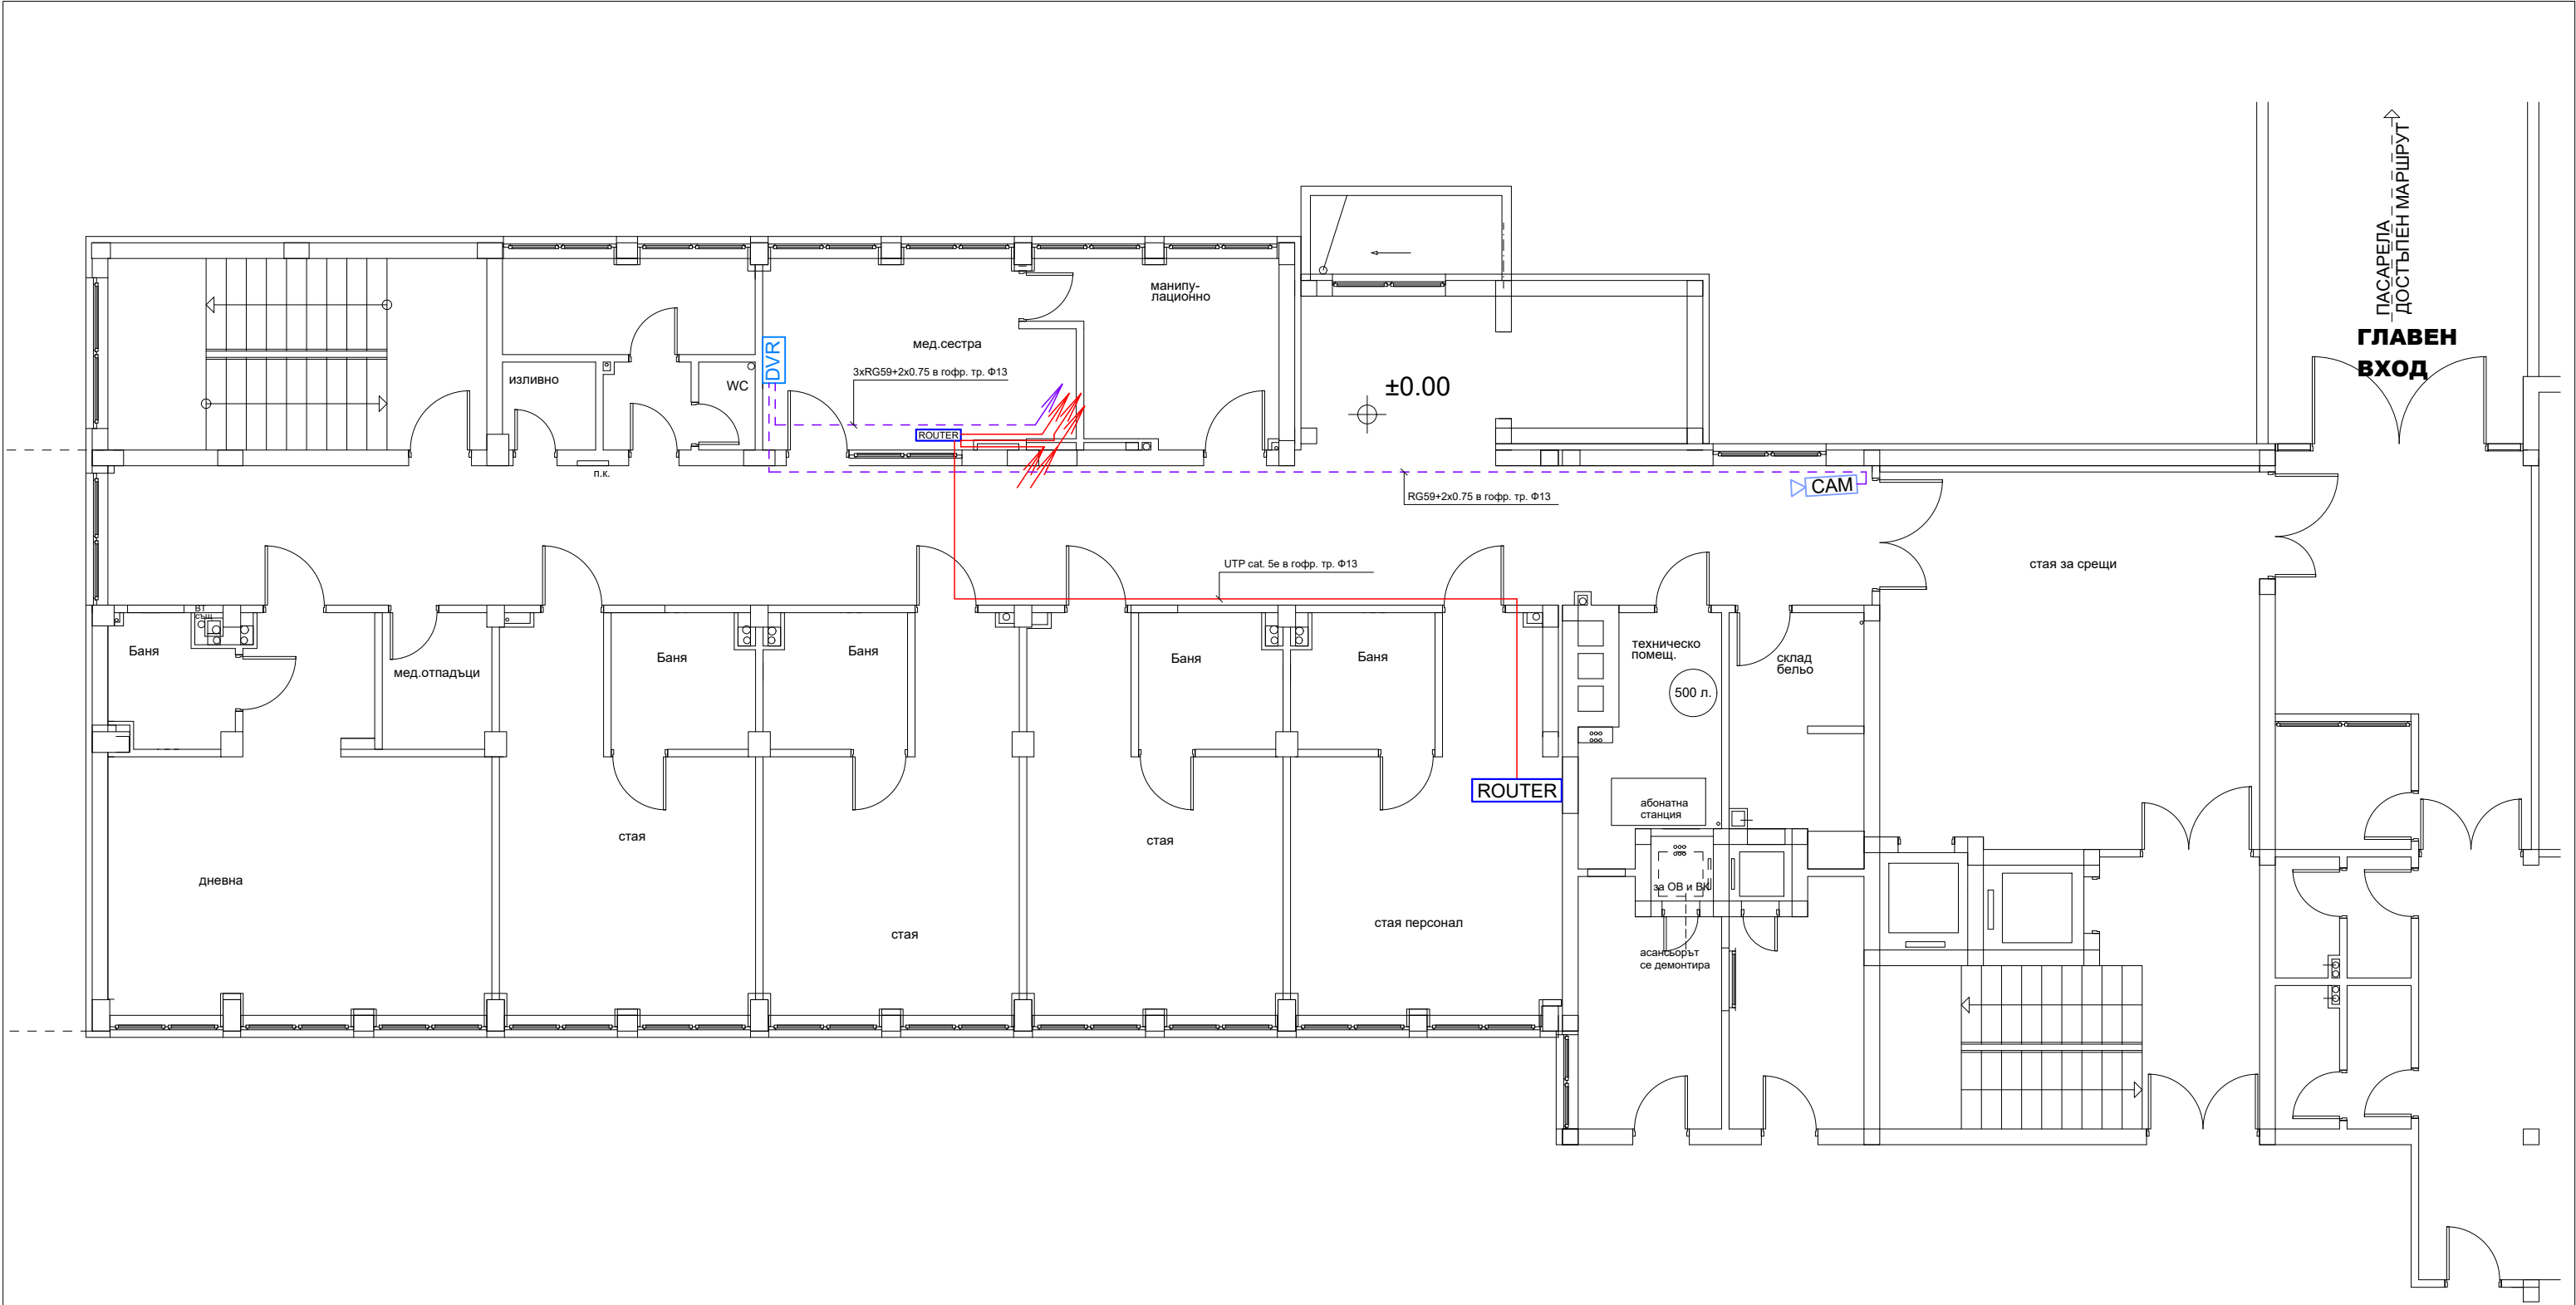 ПАСАРЕЛА
ДОСТЪПЕН МАРШРУТ
ГЛАВЕН
ВХОД
манипу-
лационно
мед.сестра
DVR
3xRG59+2x0.75 в гофр. тр. Ф13
изливно
WC
±0.00
ROUTER
п.к.
CAM
RG59+2x0.75 в гофр. тр. Ф13
UTP cat. 5e в гофр. тр. Ф13
стая за срещи
ВТ
СЪЩ
Баня
мед.отпадъци
Баня
Баня
Баня
Баня
техническо
помещ.
склад
бельо
500 л.
ROUTER
абонатна
станция
стая
стая
дневна
за ОВ и ВК
стая персонал
стая
асансьорът
се демонтира